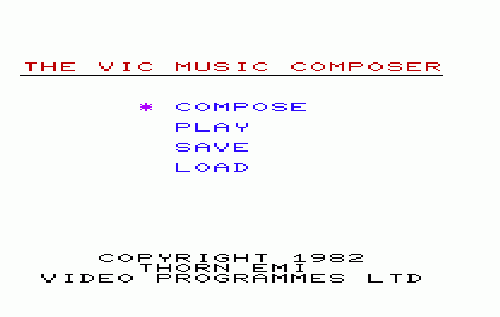 THE VIC MUSIC COMPOSER
* COMPOSE
PLAY
SAVE
LOAD
COPYRIGHT 1982
THORN EMI
VIDEO PROGRAMMES LTD